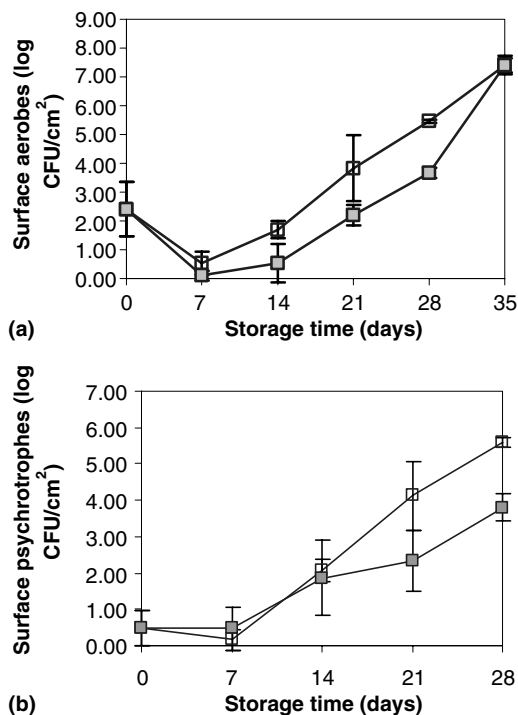 Surface aerobes (log
CFU/cm²)
9.00
8.00
7.00
6.00
5.00
4.00
3.00
2.00
1.00
0.00
0 7 14 21 28 35
(a) Storage time (days)
Surface psychrotrophes (log
CFU/cm²)
7.00
6.00
5.00
4.00
3.00
2.00
1.00
0.00
0 7 14 21 28
(b) Storage time (days)